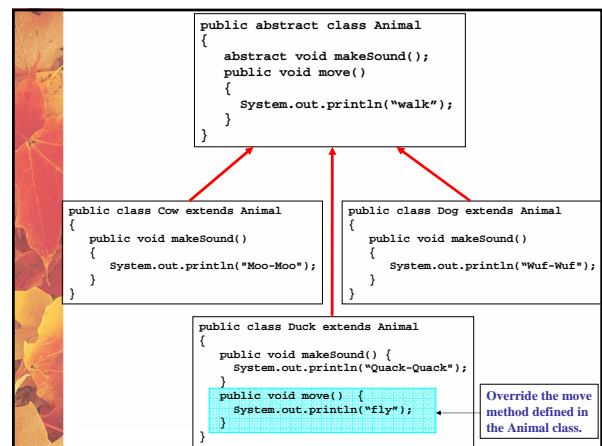 public abstract class Animal
{
abstract void makeSound();
public void move()
{
System.out.println(“walk”);
}
}
public class Cow extends Animal
{
public void makeSound()
{
System.out.println("Moo-Moo");
}
}
public class Dog extends Animal
{
public void makeSound()
{
System.out.println(“Wuf-Wuf");
}
}
public class Duck extends Animal
{
public void makeSound() {
System.out.println(“Quack-Quack");
}
public void move() {
System.out.println(“fly”);
}
}
Override the move
method defined in
the Animal class.